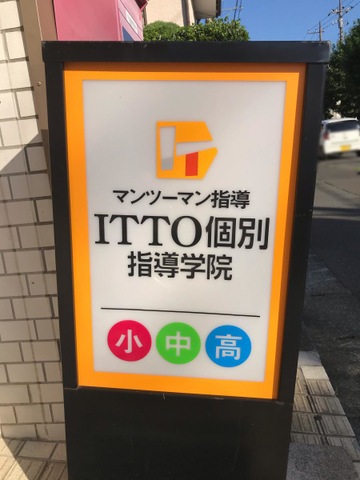 マンツーマン指導
ITTO個別
指導学院
小 中 高